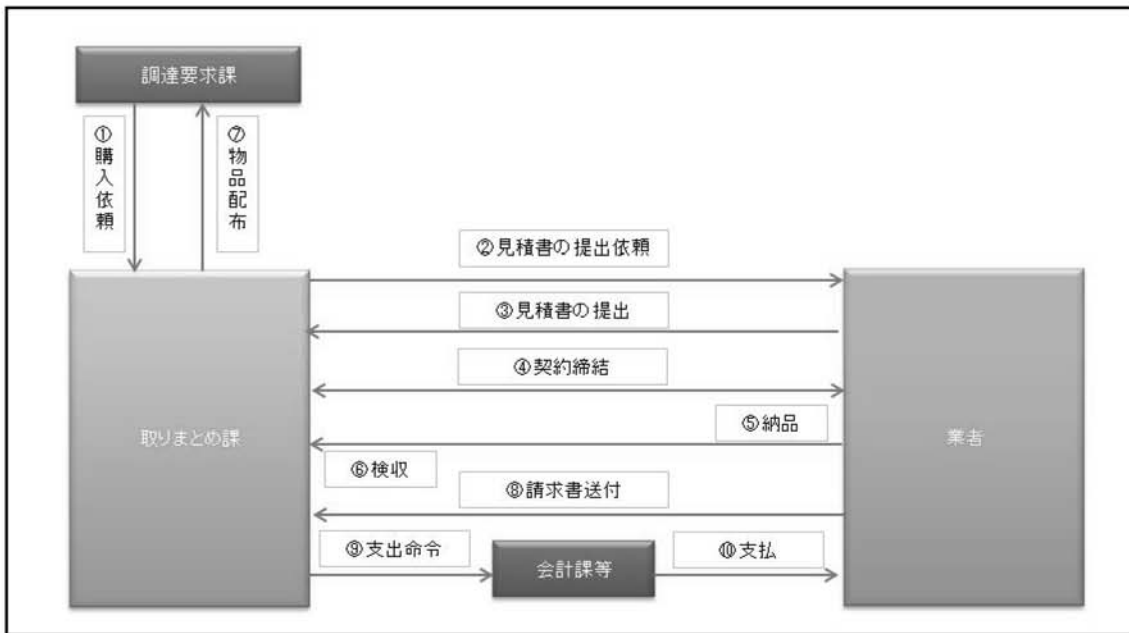 調達要求課
①購入依頼
⑦物品配布
②見積書の提出依頼
③見積書の提出
④契約締結
⑤納品
取りまとめ課
業者
⑥検収
⑧請求書送付
⑨支出命令
会計課等
⑩支払